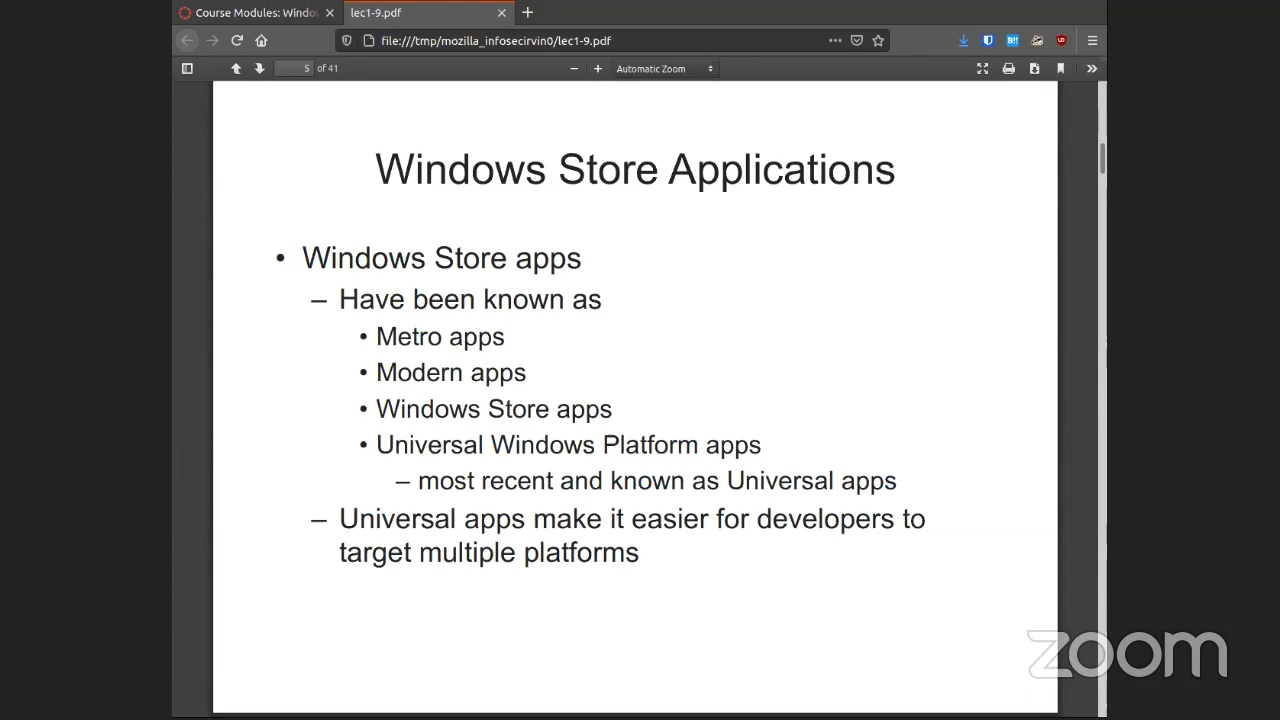 Course Modules: Windo
lec1-9.pdf
file:///tmp/mozilla_infosecirvin0/lec1-9.pdf
5 of 41
Automatic Zoom
Windows Store Applications
• Windows Store apps
– Have been known as
• Metro apps
• Modern apps
• Windows Store apps
• Universal Windows Platform apps
– most recent and known as Universal apps
– Universal apps make it easier for developers to
target multiple platforms
zoom